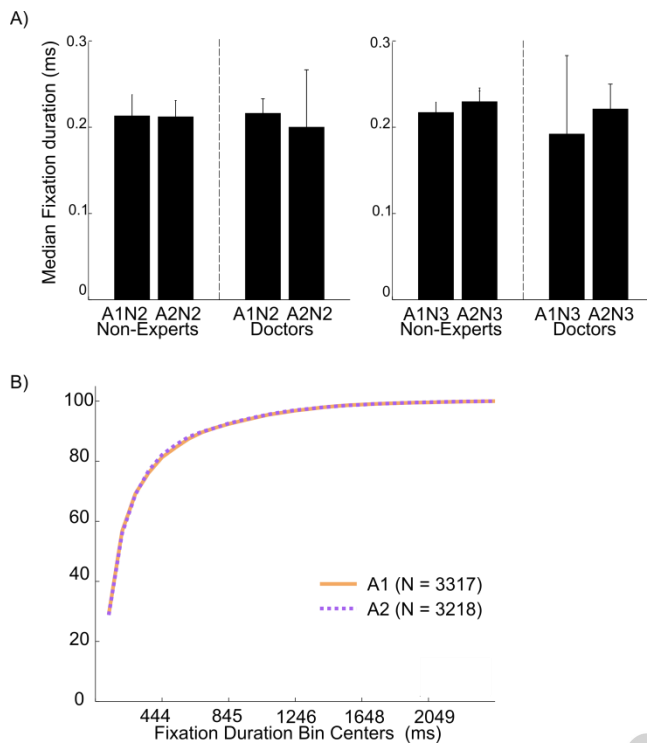 A)
Median Fixation duration (ms)
0.3
0.2
0.1
0
A1N2 A2N2
Non-Experts
A1N2 A2N2
Doctors
0.3
0.2
0.1
0
A1N3 A2N3
Non-Experts
A1N3 A2N3
Doctors
B)
100
80
60
40
20
0
A1 (N = 3317)
A2 (N = 3218)
444 845 1246 1648 2049
Fixation Duration Bin Centers (ms)